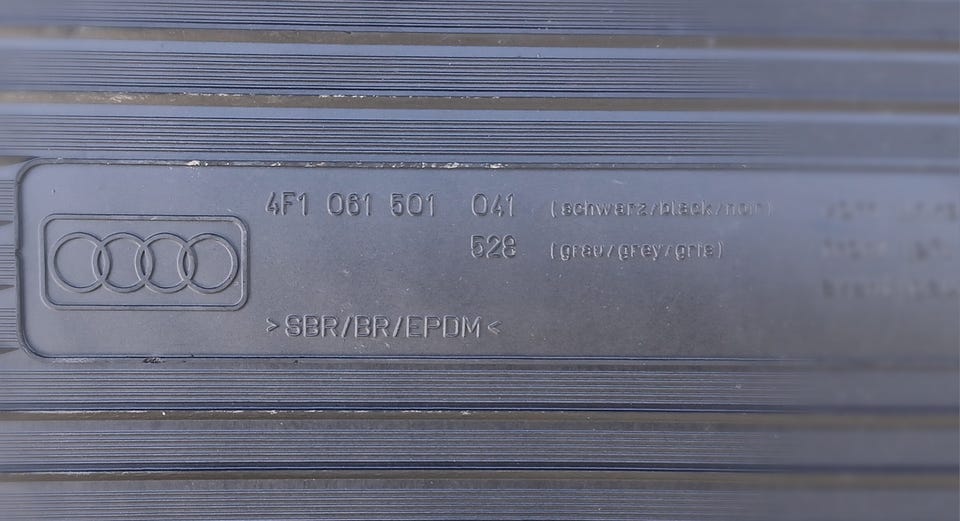 4F1 061 501 041 (schwarz/black/noir)
528 (grau/grey/gris)
>SBR/BR/EPDM<